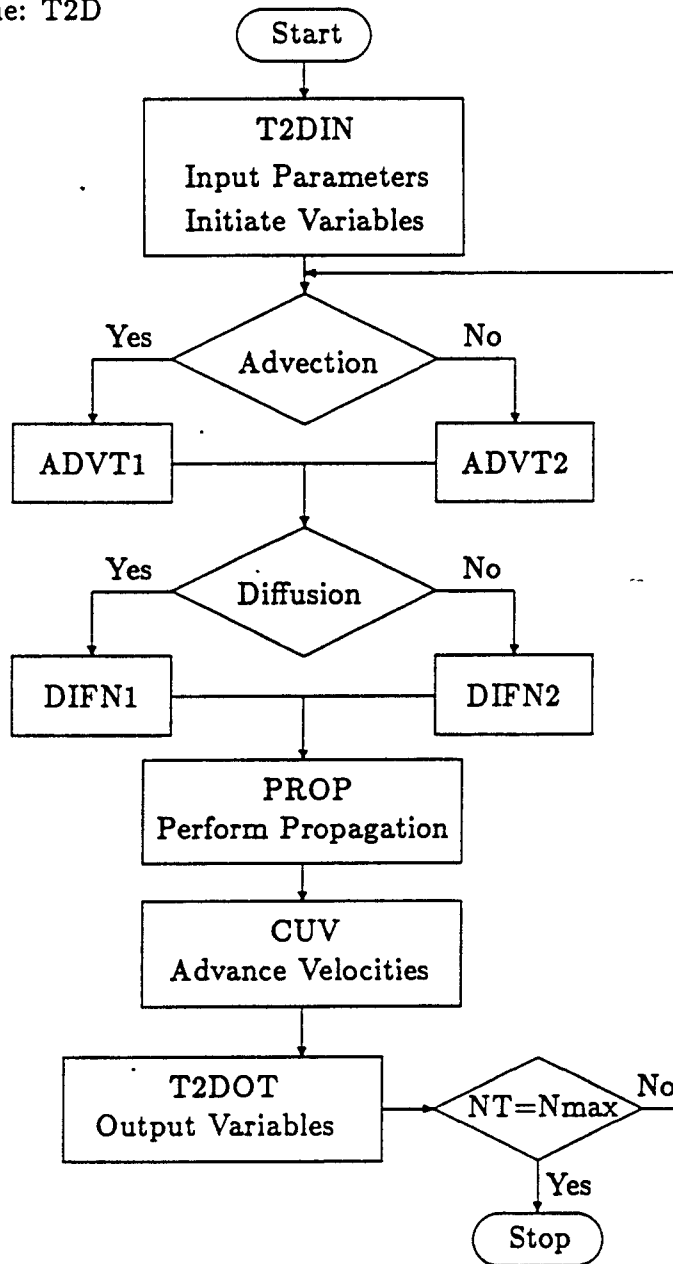 T2D
Start
T2DIN
Input Parameters
Initiate Variables
Yes
Advection
No
ADVT1
ADVT2
Yes
Diffusion
No
DIFN1
DIFN2
PROP
Perform Propagation
CUV
Advance Velocities
T2DOT
Output Variables
NT=Nmax
No
Yes
Stop